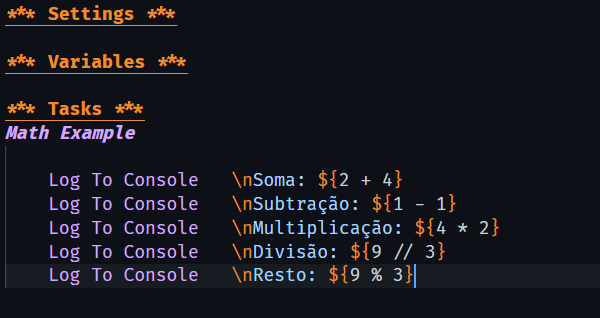 *** Settings ***
*** Variables ***
*** Tasks ***
Math Example
Log To Console   \nSoma: ${2 + 4}
Log To Console   \nSubtração: ${1 - 1}
Log To Console   \nMultiplicação: ${4 * 2}
Log To Console   \nDivisão: ${9 // 3}
Log To Console   \nResto: ${9 % 3}